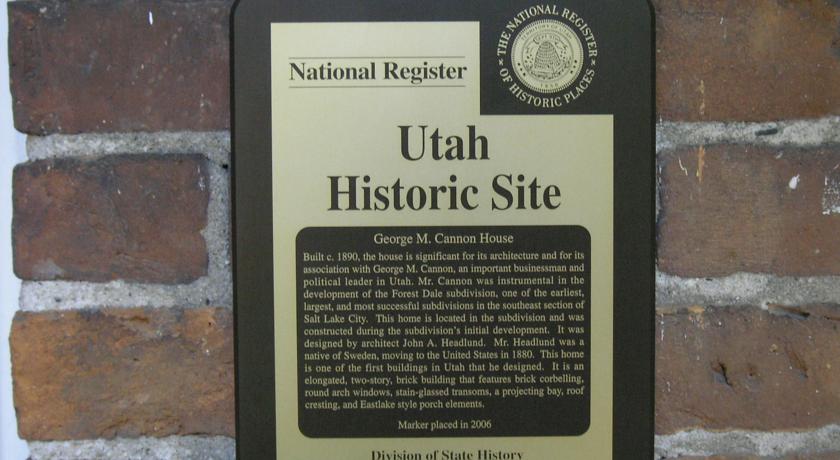 THE NATIONAL REGISTER
OF HISTORIC PLACES
National Register
Utah
Historic Site
George M. Cannon House
Built c. 1890, the house is significant for its architecture and for its
association with George M. Cannon, an important businessman and
political leader in Utah. Mr. Cannon was instrumental in the
development of the Forest Dale subdivision, one of the earliest,
largest, and most successful subdivisions in the southeast section of
Salt Lake City. This home is located in the subdivision and was
constructed during the subdivision's initial development. It was
designed by architect John A. Headlund. Mr. Headlund was a
native of Sweden, moving to the United States in 1880. This home
is one of the first buildings in Utah that he designed. It is an
elongated, two-story, brick building that features brick corbelling,
round arch windows, stain-glassed transoms, a projecting bay, roof
cresting, and Eastlake style porch elements.
Marker placed in 2006
Division of State History